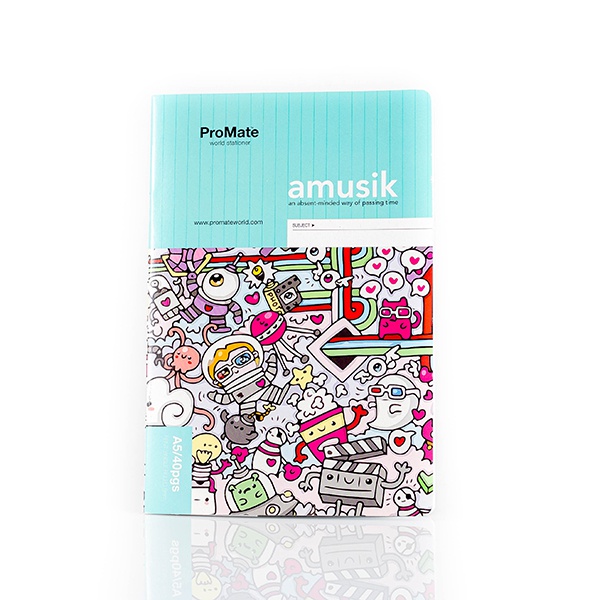 ProMate
world stationer
amusik
an absent-minded way of passing time
www.promateworld.com
SUBJECT ▸
A5/40pgs